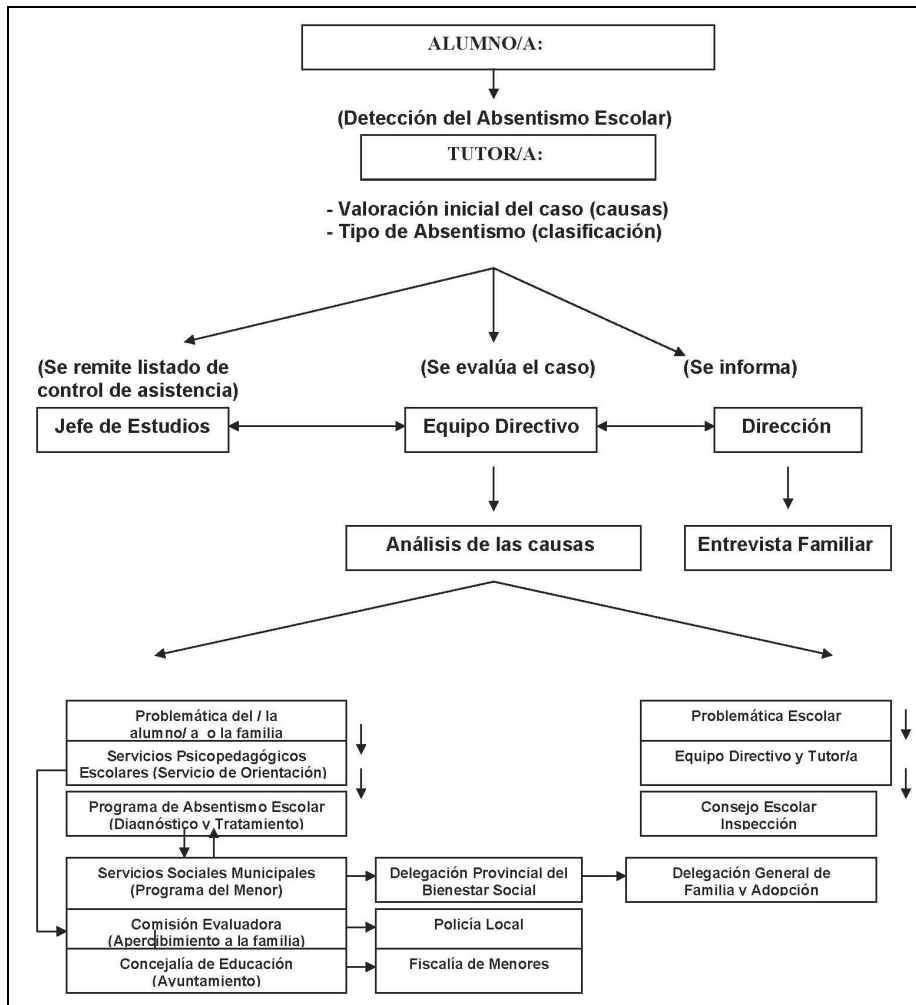 ALUMNO/A:
(Detección del Absentismo Escolar)
TUTOR/A:
- Valoración inicial del caso (causas)
- Tipo de Absentismo (clasificación)
(Se remite listado de
control de asistencia)
(Se evalúa el caso)
(Se informa)
Jefe de Estudios
Equipo Directivo
Dirección
Análisis de las causas
Entrevista Familiar
Problemática del / la
alumno/ a o la familia
Servicios Psicopedagógicos
Escolares (Servicio de Orientación)
Programa de Absentismo Escolar
(Diagnóstico y Tratamiento)
Problemática Escolar
Equipo Directivo y Tutor/a
Consejo Escolar
Inspección
Servicios Sociales Municipales
(Programa del Menor)
Delegación Provincial del
Bienestar Social
Delegación General de
Familia y Adopción
Comisión Evaluadora
(Apercibimiento a la familia)
Policía Local
Concejalía de Educación
(Ayuntamiento)
Fiscalía de Menores